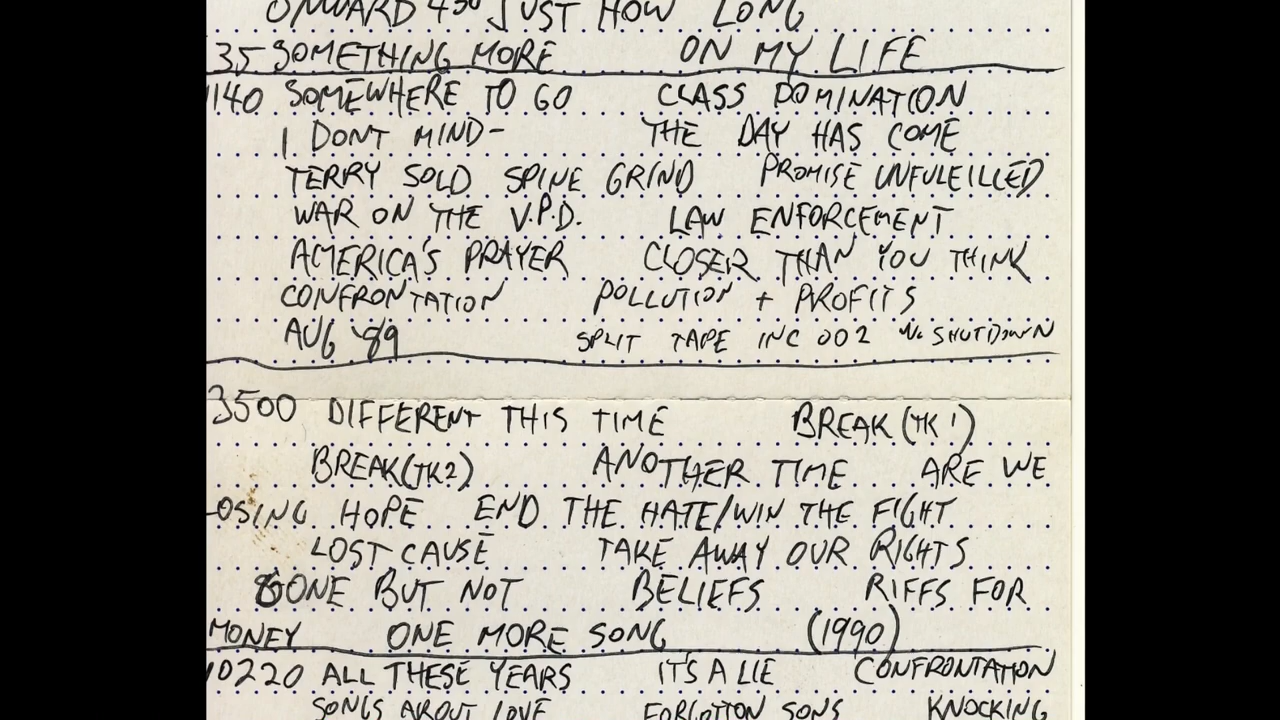 ONWARD 430 JUST HOW LONG
35 SOMETHING MORE ON MY LIFE
1140 SOMEWHERE TO GO CLASS DOMINATION
I DONT MIND- THE DAY HAS COME
TERRY SOLD SPINE GRIND PROMISE UNFULEILLED
WAR ON THE V.P.D. LAW ENFORCEMENT
AMERICA'S PRAYER CLOSER THAN YOU THINK
CONFRONTATION POLLUTION + PROFITS
AUG '89 SPLIT TAPE INC 002 W. SHUTDOWN
3500 DIFFERENT THIS TIME BREAK (TK 1)
BREAK (TK2) ANOTHER TIME ARE WE
LOSING HOPE END THE HATE/WIN THE FIGHT
LOST CAUSE TAKE AWAY OUR RIGHTS
GONE BUT NOT BELIEFS RIFFS FOR
MONEY ONE MORE SONG (1990)
10220 ALL THESE YEARS IT'S A LIE CONFRONTATION
SONGS ABOUT LOVE FORGOTTON SONS KNOCKING